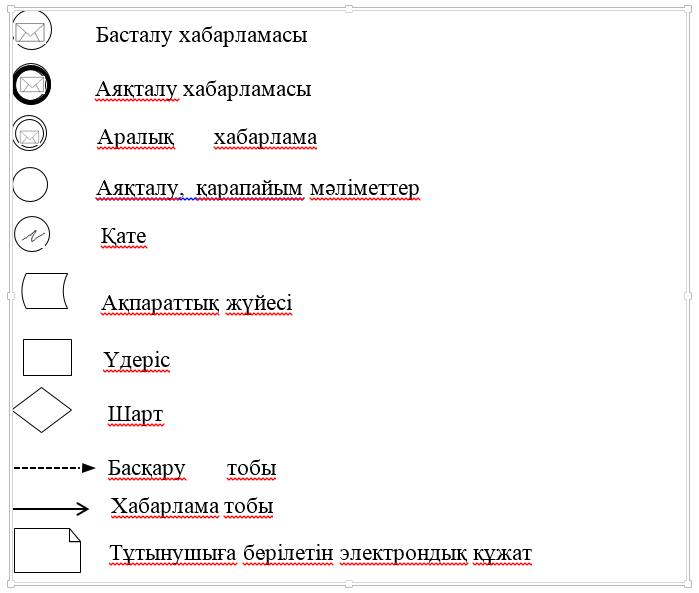 Басталу хабарламасы
Аяқталу хабарламасы
Аралық хабарлама
Аяқталу, қарапайым мәліметтер
Қате
Ақпараттық жүйесі
Үдеріс
Шарт
Басқару тобы
Хабарлама тобы
Тұтынушыға берілетін электрондық құжат